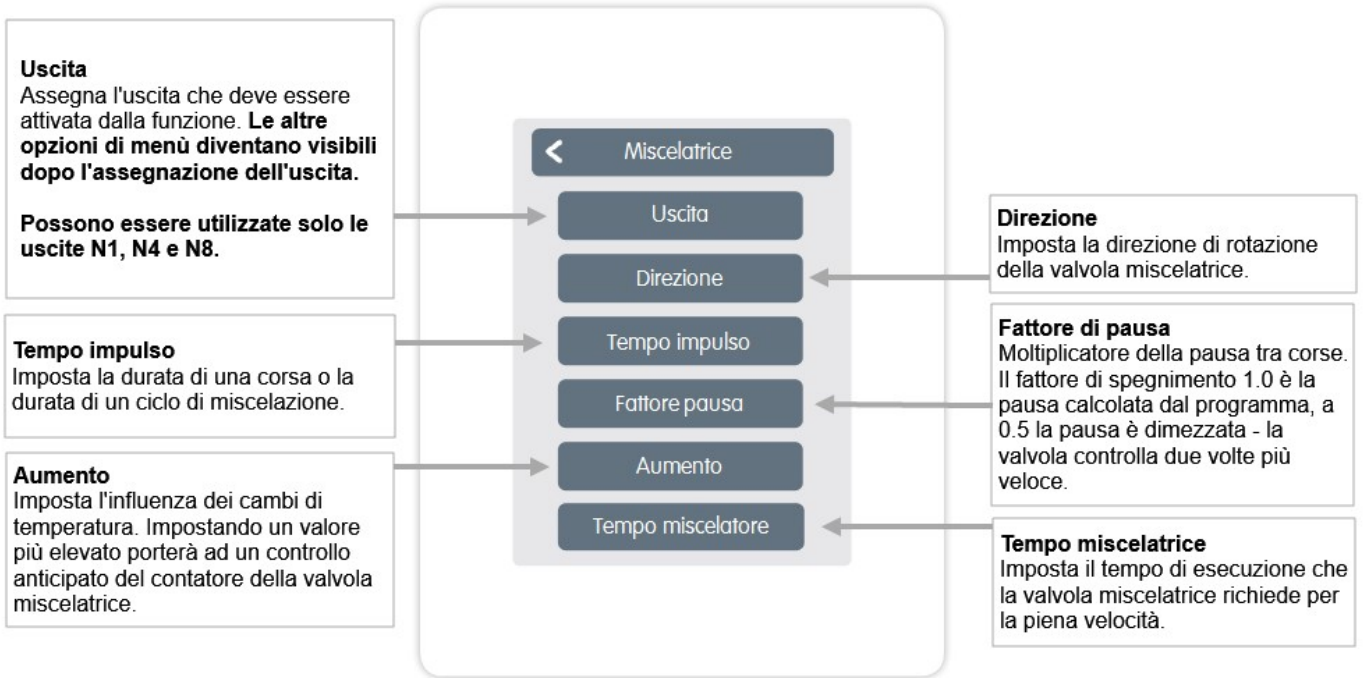 Uscita
Assegna l'uscita che deve essere
attivata dalla funzione. Le altre
opzioni di menù diventano visibili
dopo l'assegnazione dell'uscita.
Possono essere utilizzate solo le
uscite N1, N4 e N8.
Tempo impulso
Imposta la durata di una corsa o la
durata di un ciclo di miscelazione.
Aumento
Imposta l'influenza dei cambi di
temperatura. Impostando un valore
più elevato porterà ad un controllo
anticipato del contatore della valvola
miscelatrice.
Miscelatrice
Uscita
Direzione
Tempo impulso
Fattore pausa
Aumento
Tempo miscelatore
Direzione
Imposta la direzione di rotazione
della valvola miscelatrice.
Fattore di pausa
Moltiplicatore della pausa tra corse.
Il fattore di spegnimento 1.0 è la
pausa calcolata dal programma, a
0.5 la pausa è dimezzata - la
valvola controlla due volte più
veloce.
Tempo miscelatrice
Imposta il tempo di esecuzione che
la valvola miscelatrice richiede per
la piena velocità.